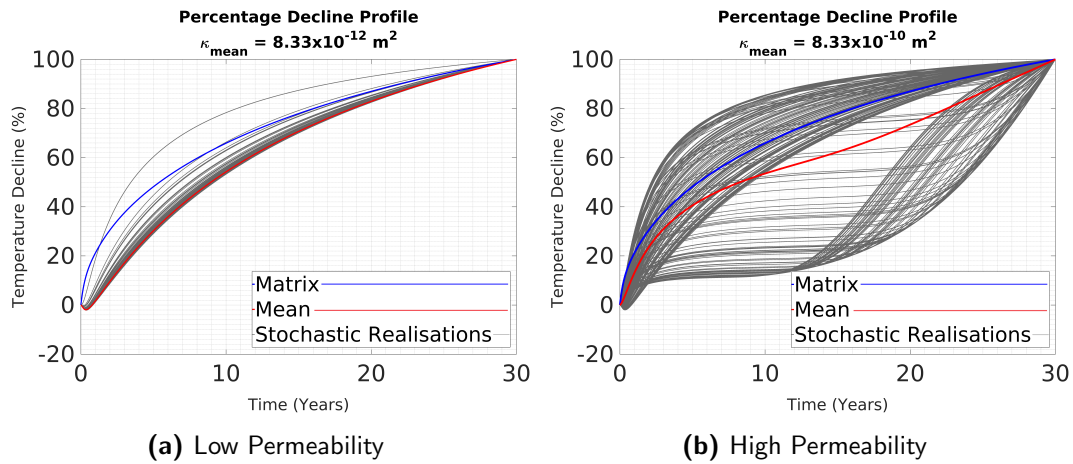 Percentage Decline Profile
κmean = 8.33x10-12 m2
100
80
60
40
20
0
-20
Temperature Decline (%)
Matrix
Mean
Stochastic Realisations
0 10 20 30
Time (Years)
(a) Low Permeability
Percentage Decline Profile
κmean = 8.33x10-10 m2
100
80
60
40
20
0
-20
Temperature Decline (%)
Matrix
Mean
Stochastic Realisations
0 10 20 30
Time (Years)
(b) High Permeability